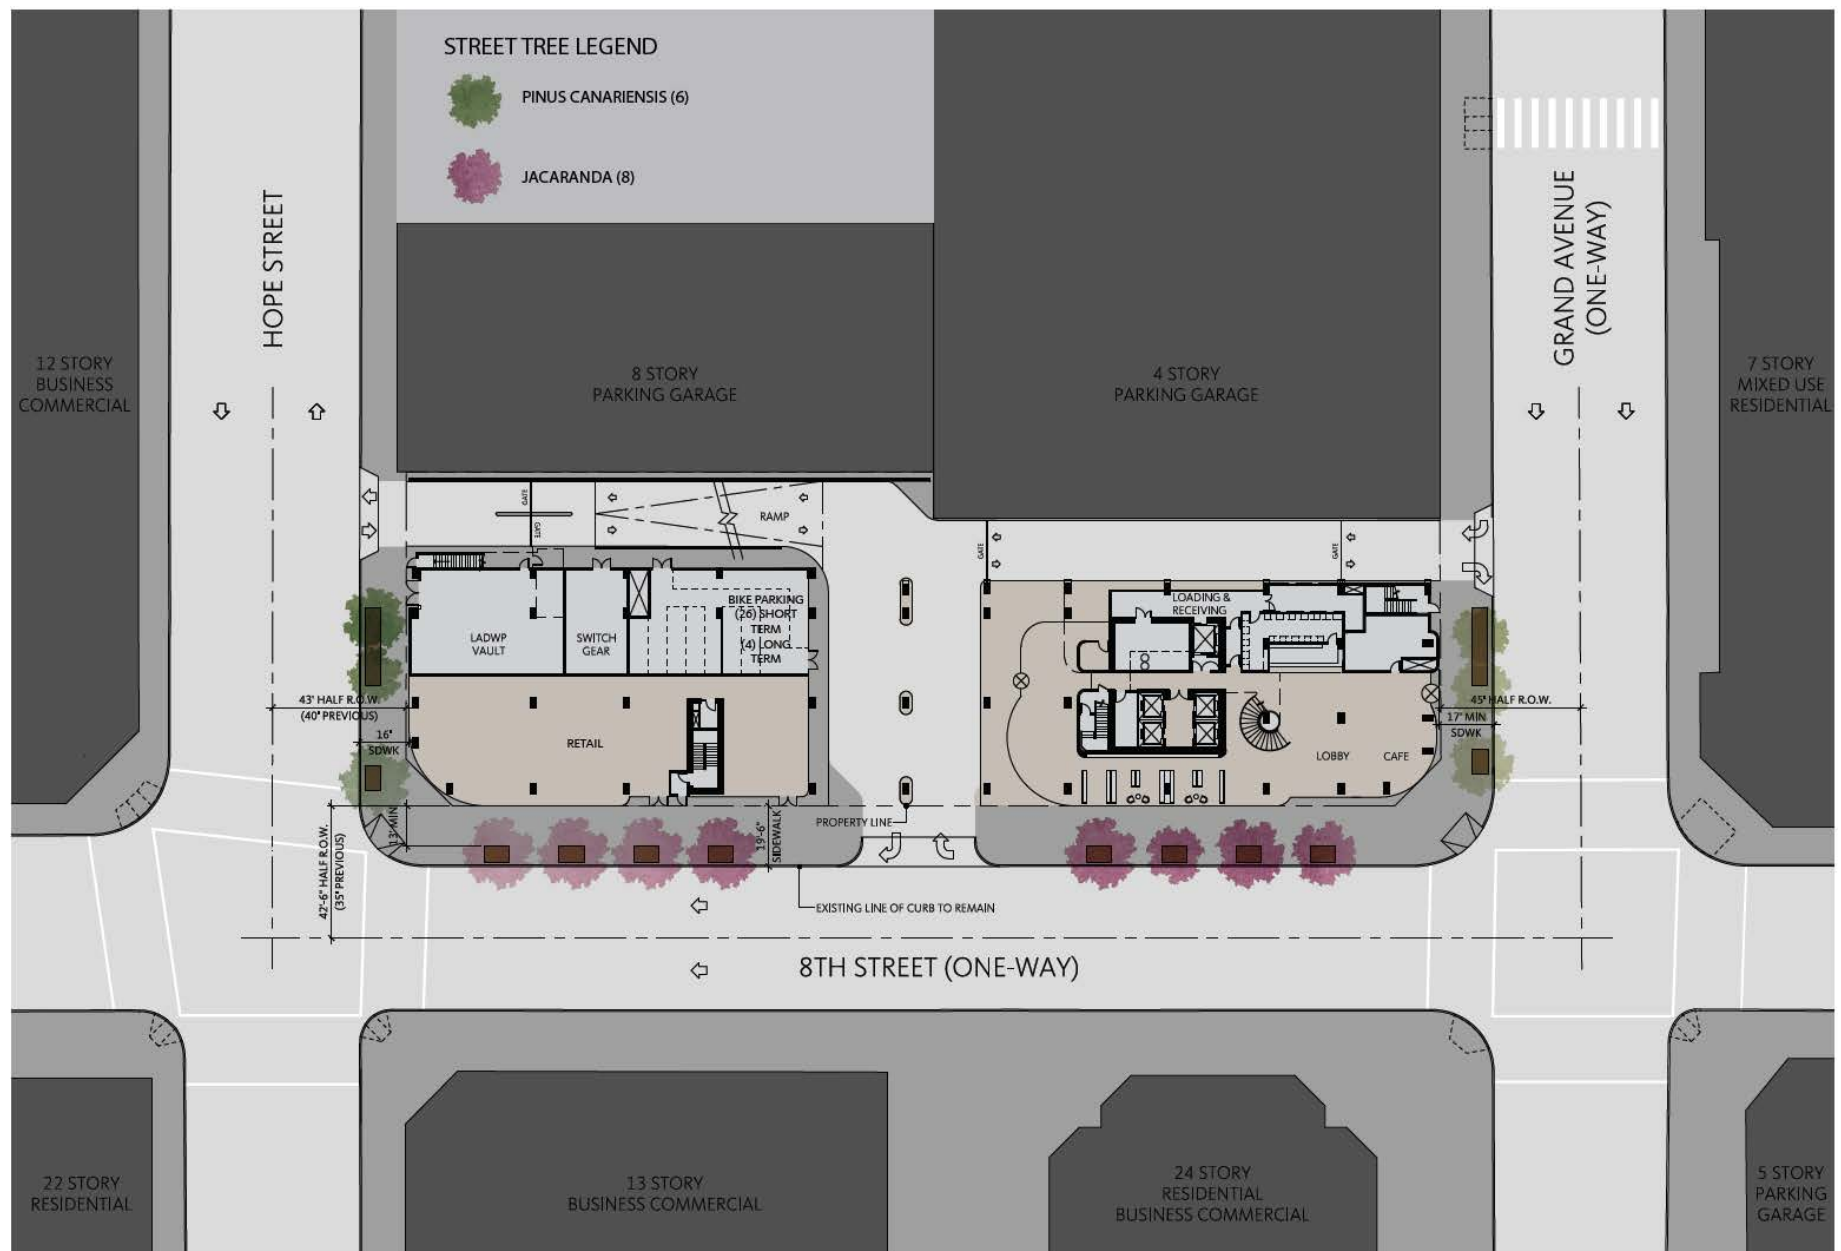 STREET TREE LEGEND
PINUS CANARIENSIS (6)
JACARANDA (8)
HOPE STREET
GRAND AVENUE
(ONE-WAY)
12 STORY
BUSINESS
COMMERCIAL
8 STORY
PARKING GARAGE
4 STORY
PARKING GARAGE
7 STORY
MIXED USE
RESIDENTIAL
GATE
GATE
RAMP
GATE
GATE
LADWP
VAULT
SWITCH
GEAR
BIKE PARKING
(26) SHORT
TERM
(4) LONG
TERM
LOADING &
RECEIVING
43' HALF R.O.W.
(40' PREVIOUS)
16'
SDWK
RETAIL
LOBBY
CAFE
45' HALF R.O.W.
17' MIN
SDWK
42'-6" HALF R.O.W.
(35' PREVIOUS)
13' MIN
19'-6"
SIDEWALK
PROPERTY LINE
EXISTING LINE OF CURB TO REMAIN
8TH STREET (ONE-WAY)
22 STORY
RESIDENTIAL
13 STORY
BUSINESS COMMERCIAL
24 STORY
RESIDENTIAL
BUSINESS COMMERCIAL
5 STORY
PARKING
GARAGE